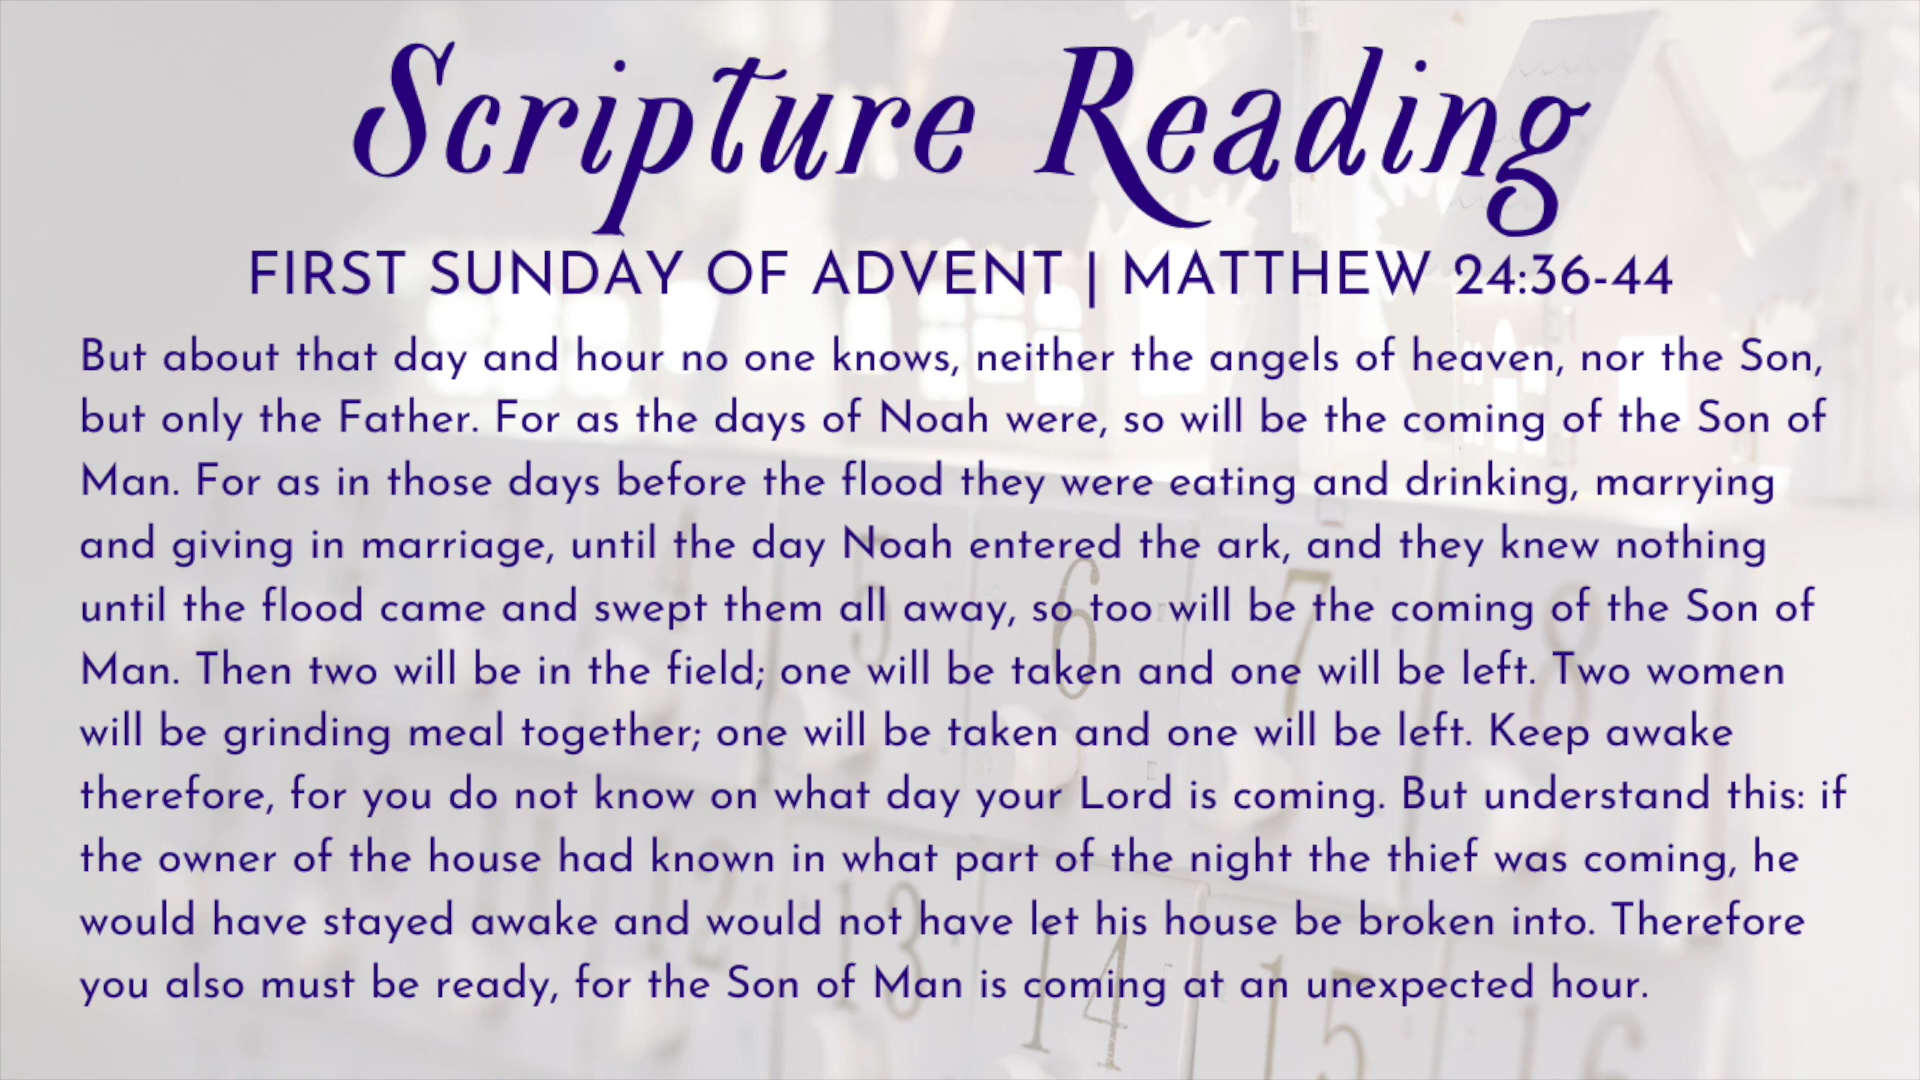 Scripture Reading
FIRST SUNDAY OF ADVENT | MATTHEW 24:36-44
But about that day and hour no one knows, neither the angels of heaven, nor the Son,
but only the Father. For as the days of Noah were, so will be the coming of the Son of
Man. For as in those days before the flood they were eating and drinking, marrying
and giving in marriage, until the day Noah entered the ark, and they knew nothing
until the flood came and swept them all away, so too will be the coming of the Son of
Man. Then two will be in the field; one will be taken and one will be left. Two women
will be grinding meal together; one will be taken and one will be left. Keep awake
therefore, for you do not know on what day your Lord is coming. But understand this: if
the owner of the house had known in what part of the night the thief was coming, he
would have stayed awake and would not have let his house be broken into. Therefore
you also must be ready, for the Son of Man is coming at an unexpected hour.
4 5 6 7 8
12 13 14 15 16